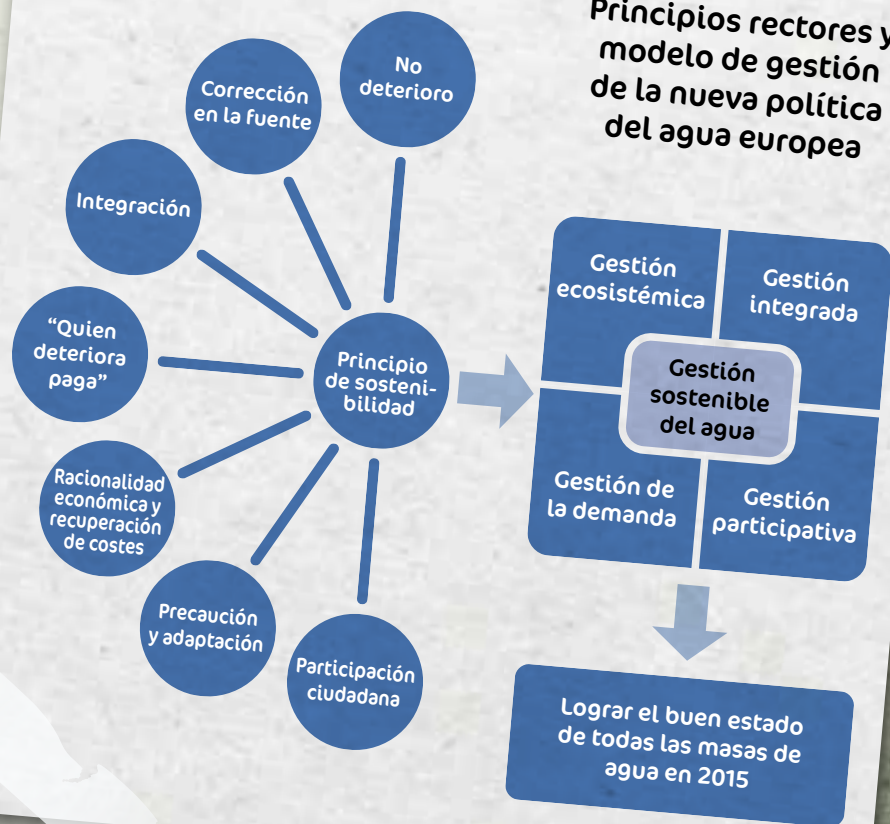 Principios rectores y
modelo de gestión
de la nueva política
del agua europea
No
deterioro
Corrección
en la fuente
Integración
“Quien
deteriora
paga”
Racionalidad
económica y
recuperación
de costes
Precaución
y adaptación
Participación
ciudadana
Principio
de sosteni-
bilidad
Gestión
ecosistémica
Gestión
integrada
Gestión
sostenible
del agua
Gestión de
la demanda
Gestión
participativa
Lograr el buen estado
de todas las masas de
agua en 2015